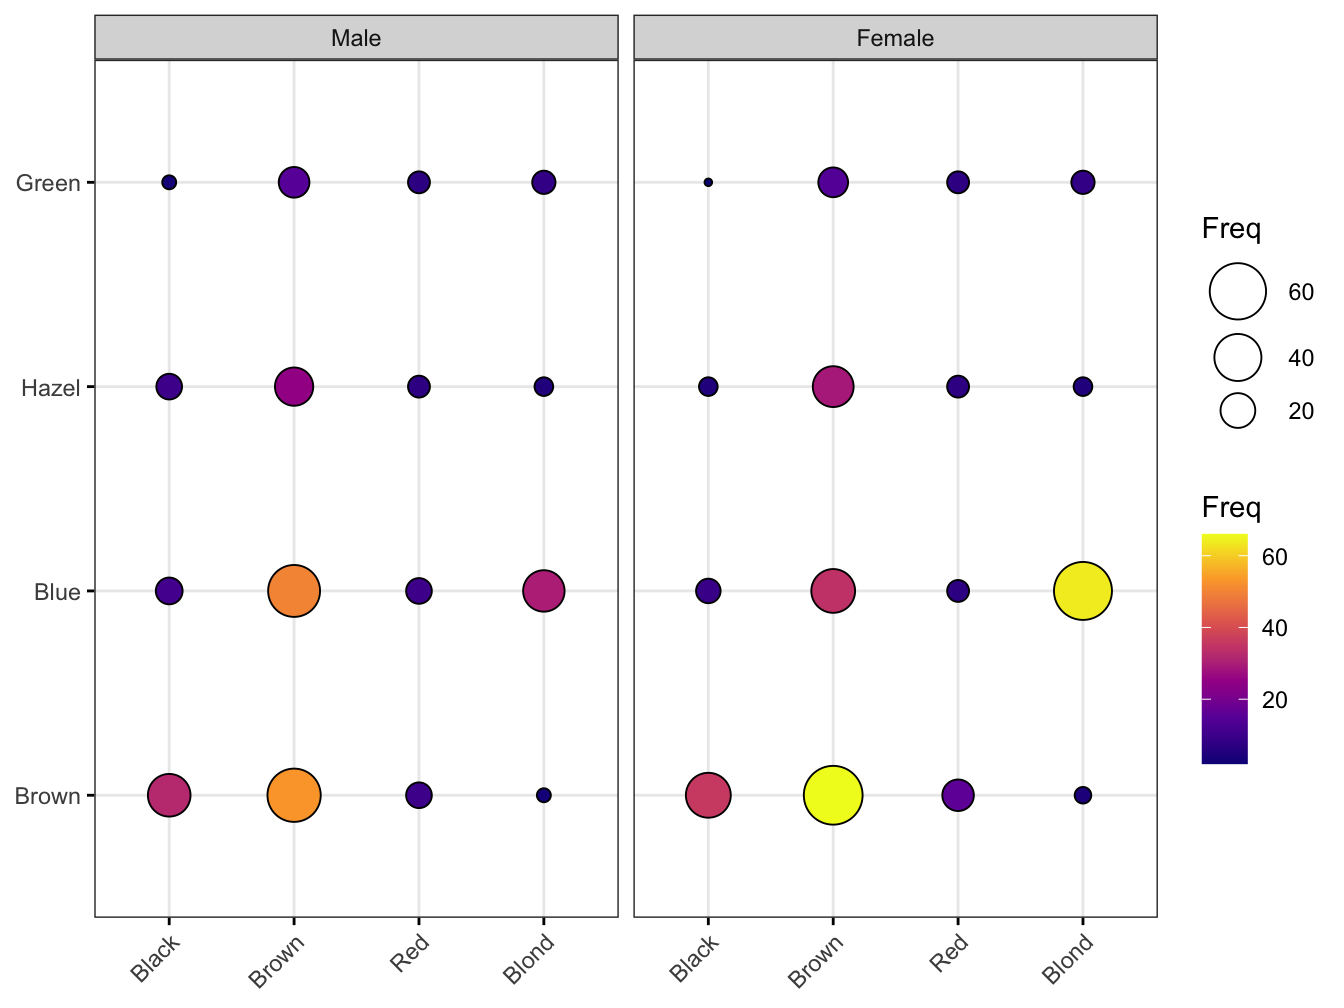 Male
Female
Green
Hazel
Blue
Brown
Black
Brown
Red
Blond
Black
Brown
Red
Blond
Freq
60
40
20
Freq
60
40
20